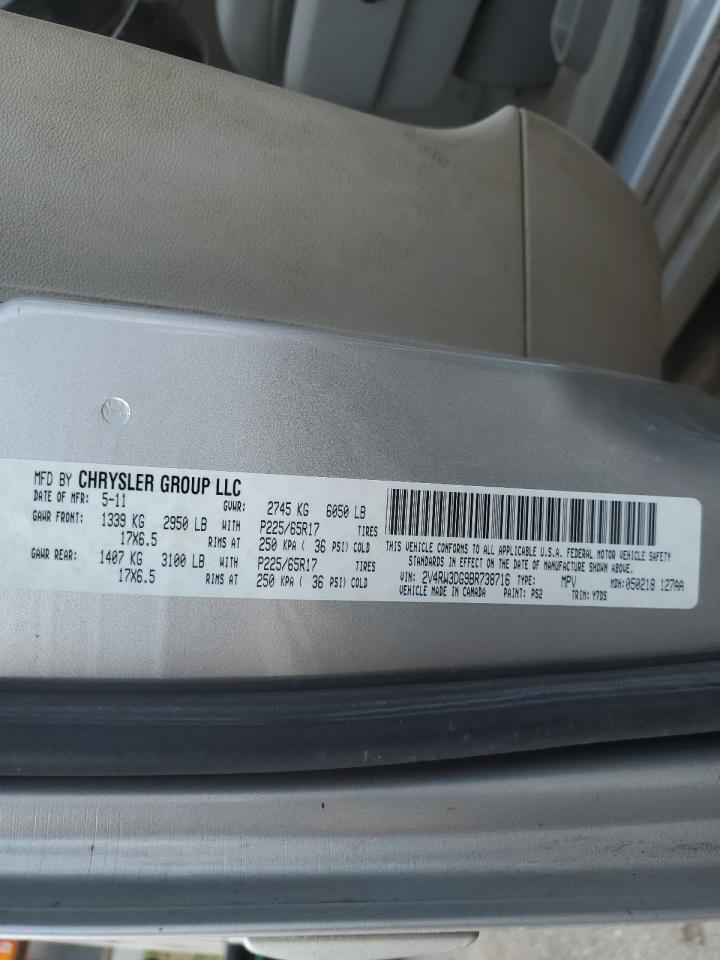 MFD BY CHRYSLER GROUP LLC
DATE OF MFR: 5-11 GVWR: 2745 KG 6050 LB
GAWR FRONT: 1339 KG 2950 LB WITH P225/65R17 TIRES
17X6.5 RIMS AT 250 KPA ( 36 PSI) COLD
GAWR REAR: 1407 KG 3100 LB WITH P225/65R17 TIRES
17X6.5 RIMS AT 250 KPA ( 36 PSI) COLD
THIS VEHICLE CONFORMS TO ALL APPLICABLE U.S.A. FEDERAL MOTOR VEHICLE SAFETY
STANDARDS IN EFFECT ON THE DATE OF MANUFACTURE SHOWN ABOVE.
VIN: 2V4RW3DG9BR738716 TYPE: MPV MDH:050218 127AA
VEHICLE MADE IN CANADA PAINT: PS2 TRIM: Y7DS